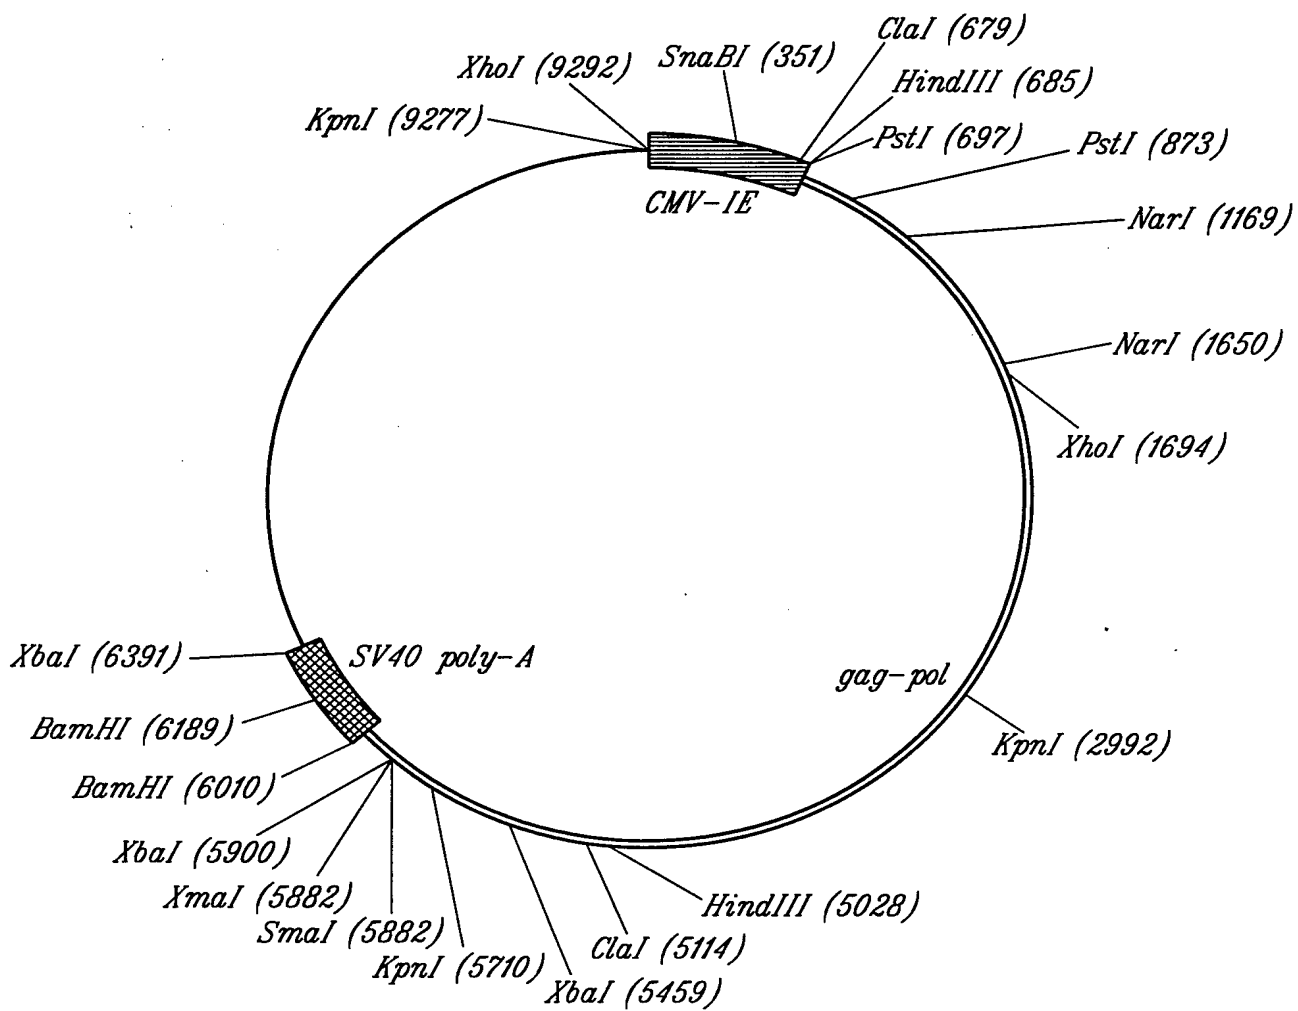 ClaI (679)
SnaBI (351)
XhoI (9292)
HindIII (685)
KpnI (9277)
PstI (697)
PstI (873)
CMV-IE
NarI (1169)
NarI (1650)
XhoI (1694)
XbaI (6391)
SV40 poly-A
gag-pol
BamHI (6189)
KpnI (2992)
BamHI (6010)
XbaI (5900)
XmaI (5882)
HindIII (5028)
SmaI (5882)
ClaI (5114)
KpnI (5710)
XbaI (5459)